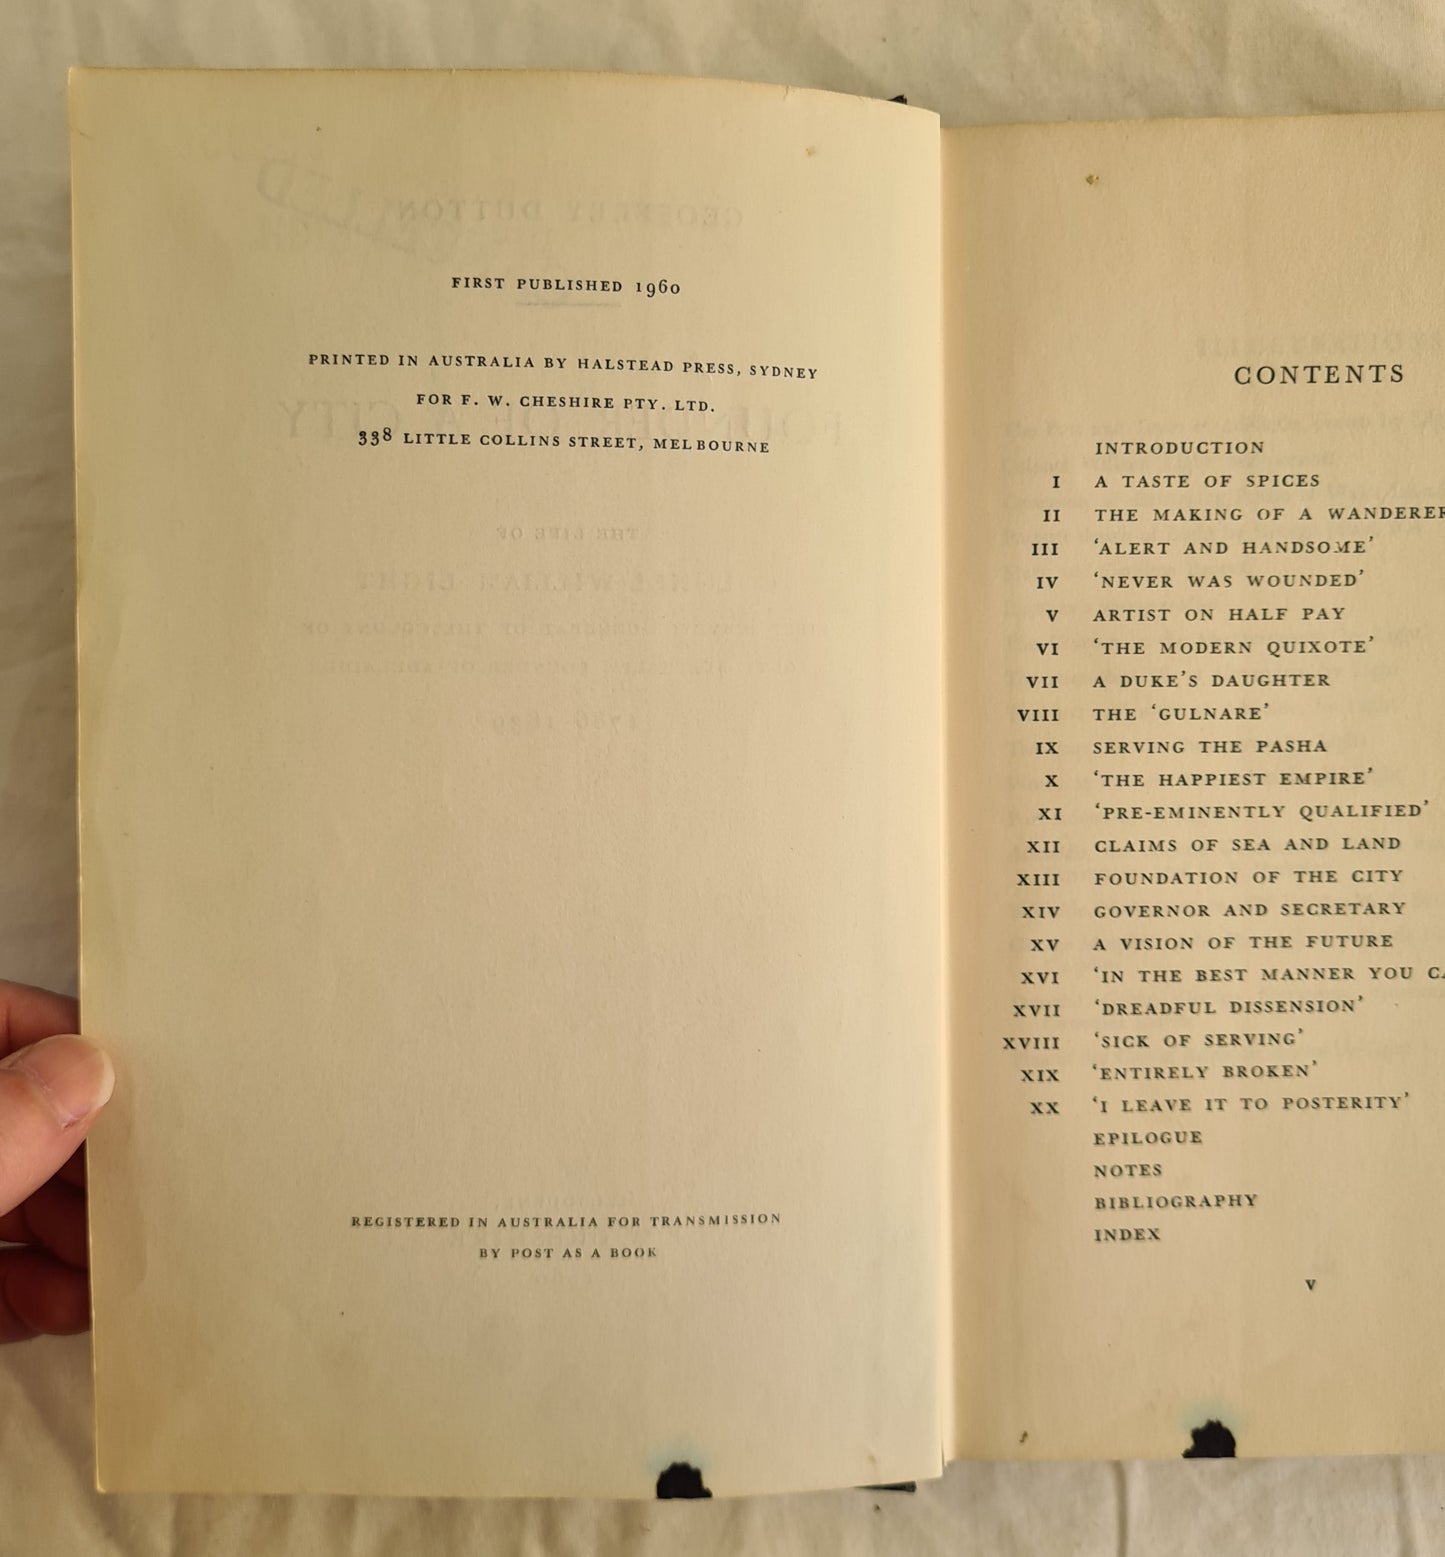 FIRST PUBLISHED 1960
PRINTED IN AUSTRALIA BY HALSTEAD PRESS, SYDNEY
FOR F. W. CHESHIRE PTY. LTD.
338 LITTLE COLLINS STREET, MELBOURNE
REGISTERED IN AUSTRALIA FOR TRANSMISSION
BY POST AS A BOOK
CONTENTS
INTRODUCTION
I A TASTE OF SPICES
II THE MAKING OF A WANDERER
III ‘ALERT AND HANDSOME’
IV ‘NEVER WAS WOUNDED’
V ARTIST ON HALF PAY
VI ‘THE MODERN QUIXOTE’
VII A DUKE’S DAUGHTER
VIII THE ‘GULNARE’
IX SERVING THE PASHA
X ‘THE HAPPIEST EMPIRE’
XI ‘PRE-EMINENTLY QUALIFIED’
XII CLAIMS OF SEA AND LAND
XIII FOUNDATION OF THE CITY
XIV GOVERNOR AND SECRETARY
XV A VISION OF THE FUTURE
XVI ‘IN THE BEST MANNER YOU
XVII ‘DREADFUL DISSENSION’
XVIII ‘SICK OF SERVING’
XIX ‘ENTIRELY BROKEN’
XX ‘I LEAVE IT TO POSTERITY’
EPILOGUE
NOTES
BIBLIOGRAPHY
INDEX
V